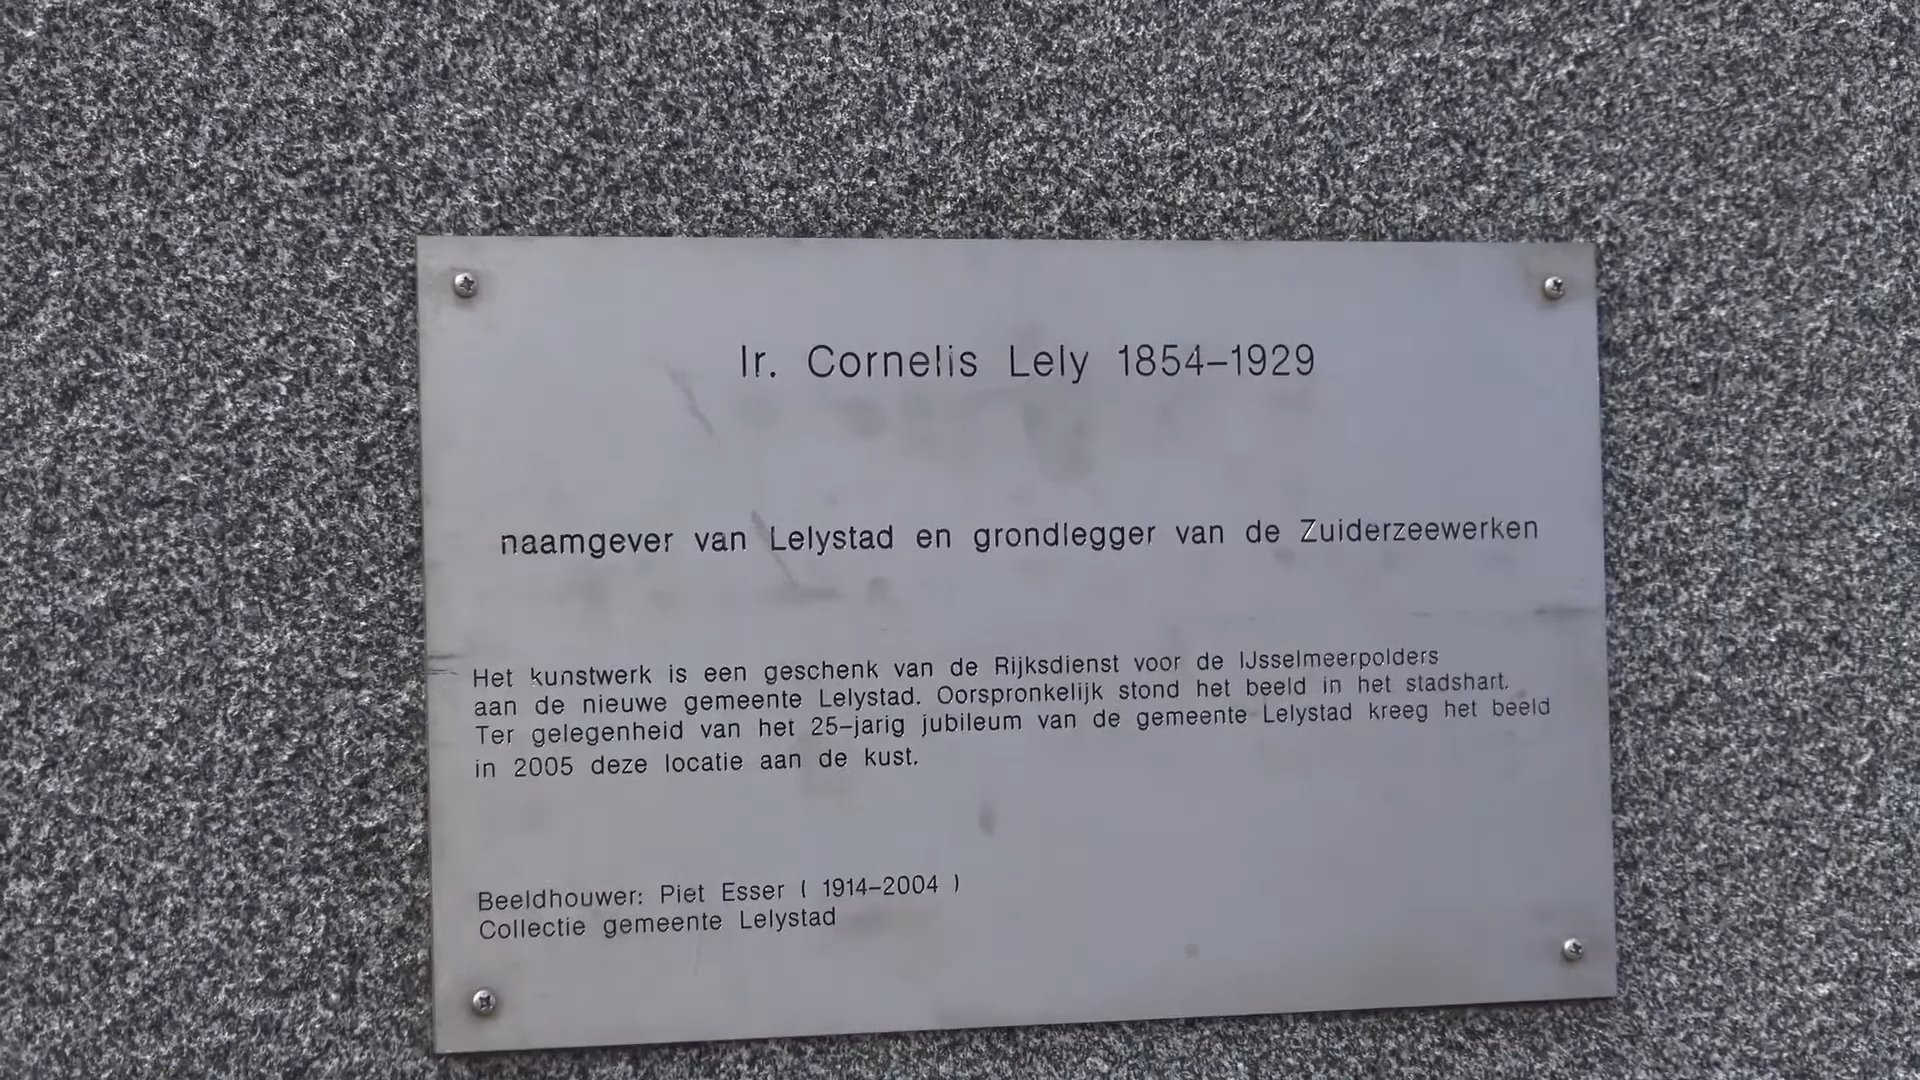 Ir. Cornelis Lely 1854-1929
naamgever van Lelystad en grondlegger van de Zuiderzeewerken
Het kunstwerk is een geschenk van de Rijksdienst voor de IJsselmeerpolders
aan de nieuwe gemeente Lelystad. Oorspronkelijk stond het beeld in het stadshart.
Ter gelegenheid van het 25-jarig jubileum van de gemeente Lelystad kreeg het beeld
in 2005 deze locatie aan de kust.
Beeldhouwer: Piet Esser ( 1914-2004 )
Collectie gemeente Lelystad